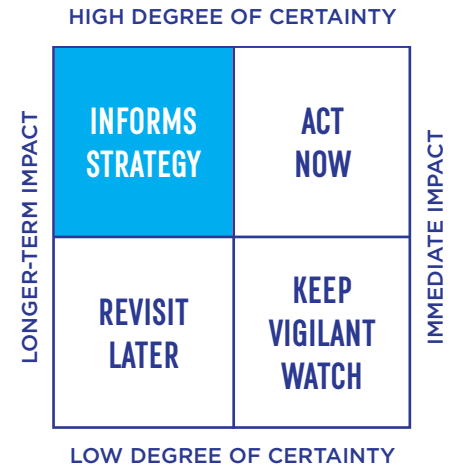 HIGH DEGREE OF CERTAINTY
LONGER-TERM IMPACT
INFORMS
STRATEGY
ACT
NOW
IMMEDIATE IMPACT
REVISIT
LATER
KEEP
VIGILANT
WATCH
LOW DEGREE OF CERTAINTY